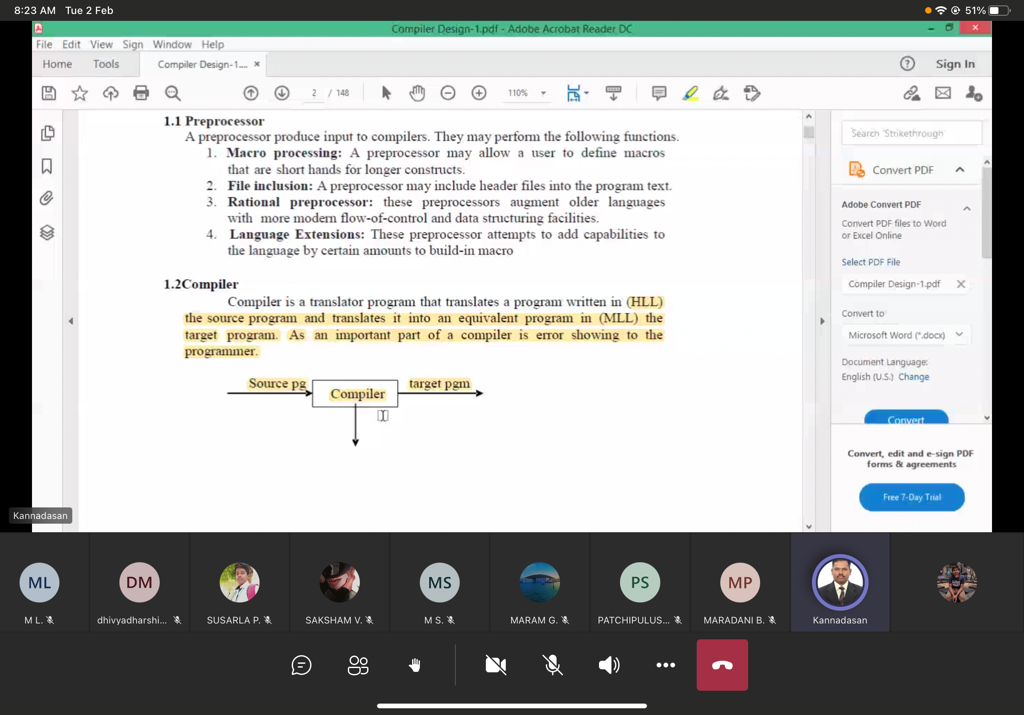 8:23 AM Tue 2 Feb
51%
Compiler Design-1.pdf - Adobe Acrobat Reader DC
File Edit View Sign Window Help
Home Tools Compiler Design-1.... ×
Sign In
2 / 148
110%
1.1 Preprocessor
A preprocessor produce input to compilers. They may perform the following functions.
1. Macro processing: A preprocessor may allow a user to define macros
that are short hands for longer constructs.
2. File inclusion: A preprocessor may include header files into the program text.
3. Rational preprocessor: these preprocessors augment older languages
with more modern flow-of-control and data structuring facilities.
4. Language Extensions: These preprocessor attempts to add capabilities to
the language by certain amounts to build-in macro
1.2Compiler
Compiler is a translator program that translates a program written in (HLL)
the source program and translates it into an equivalent program in (MLL) the
target program. As an important part of a compiler is error showing to the
programmer.
Source pg
Compiler
target pgm
Search 'Strikethrough'
Convert PDF
Adobe Convert PDF
Convert PDF files to Word
or Excel Online
Select PDF File
Compiler Design-1.pdf
Convert to
Microsoft Word (*.docx)
Document Language:
English (U.S.) Change
Convert
Convert, edit and e-sign PDF
forms & agreements
Free 7-Day Trial
Kannadasan
ML
DM
MS
PS
MP
M L.
dhivyadharshi...
SUSARLA P.
SAKSHAM V.
M S.
MARAM G.
PATCHIPULUS...
MARADANI B.
Kannadasan